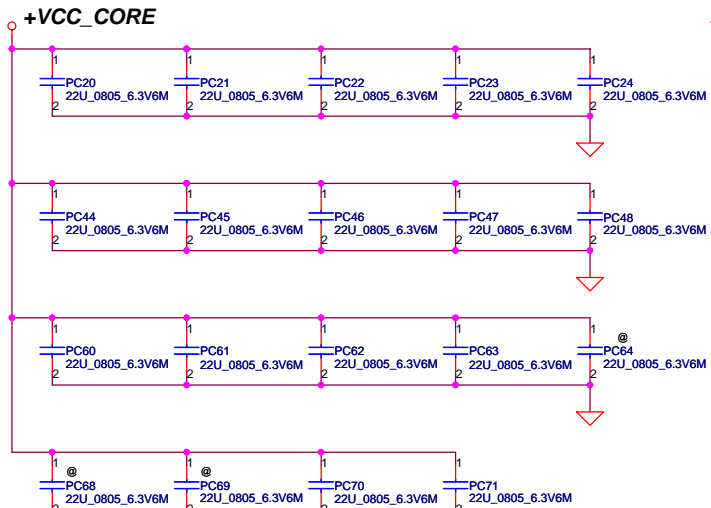 +VCC_CORE
1 1 1 1 1
PC20 PC21 PC22 PC23 PC24
22U_0805_6.3V6M 22U_0805_6.3V6M 22U_0805_6.3V6M 22U_0805_6.3V6M 22U_0805_6.3V6M
2 2 2 2 2
1 1 1 1 1
PC44 PC45 PC46 PC47 PC48
22U_0805_6.3V6M 22U_0805_6.3V6M 22U_0805_6.3V6M 22U_0805_6.3V6M 22U_0805_6.3V6M
2 2 2 2 2
1 1 1 1 1
@
PC60 PC61 PC62 PC63 PC64
22U_0805_6.3V6M 22U_0805_6.3V6M 22U_0805_6.3V6M 22U_0805_6.3V6M 22U_0805_6.3V6M
2 2 2 2 2
1 1 1 1
@ @
PC68 PC69 PC70 PC71
22U_0805_6.3V6M 22U_0805_6.3V6M 22U_0805_6.3V6M 22U_0805_6.3V6M
2 2 2 2